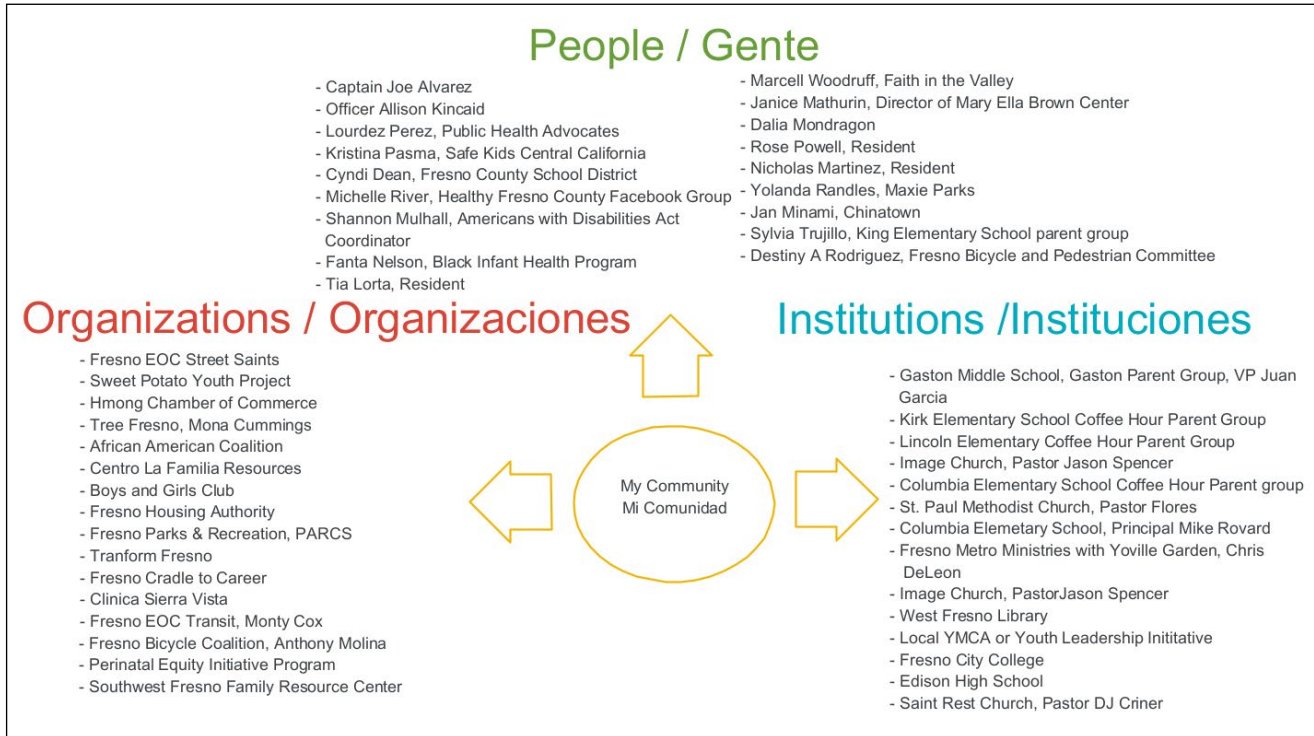 People / Gente
- Captain Joe Alvarez
- Officer Allison Kincaid
- Lourdez Perez, Public Health Advocates
- Kristina Pasma, Safe Kids Central California
- Cyndi Dean, Fresno County School District
- Michelle River, Healthy Fresno County Facebook Group
- Shannon Mulhall, Americans with Disabilities Act
Coordinator
- Fanta Nelson, Black Infant Health Program
- Tia Lorta, Resident
- Marcell Woodruff, Faith in the Valley
- Janice Mathurin, Director of Mary Ella Brown Center
- Dalia Mondragon
- Rose Powell, Resident
- Nicholas Martinez, Resident
- Yolanda Randles, Maxie Parks
- Jan Minami, Chinatown
- Sylvia Trujillo, King Elementary School parent group
- Destiny A Rodriguez, Fresno Bicycle and Pedestrian Committee
Organizations / Organizaciones
- Fresno EOC Street Saints
- Sweet Potato Youth Project
- Hmong Chamber of Commerce
- Tree Fresno, Mona Cummings
- African American Coalition
- Centro La Familia Resources
- Boys and Girls Club
- Fresno Housing Authority
- Fresno Parks & Recreation, PARCS
- Tranform Fresno
- Fresno Cradle to Career
- Clinica Sierra Vista
- Fresno EOC Transit, Monty Cox
- Fresno Bicycle Coalition, Anthony Molina
- Perinatal Equity Initiative Program
- Southwest Fresno Family Resource Center
My Community
Mi Comunidad
Institutions /Instituciones
- Gaston Middle School, Gaston Parent Group, VP Juan
Garcia
- Kirk Elementary School Coffee Hour Parent Group
- Lincoln Elementary Coffee Hour Parent Group
- Image Church, Pastor Jason Spencer
- Columbia Elementary School Coffee Hour Parent group
- St. Paul Methodist Church, Pastor Flores
- Columbia Elemetary School, Principal Mike Rovard
- Fresno Metro Ministries with Yoville Garden, Chris
DeLeon
- Image Church, PastorJason Spencer
- West Fresno Library
- Local YMCA or Youth Leadership Inititative
- Fresno City College
- Edison High School
- Saint Rest Church, Pastor DJ Criner